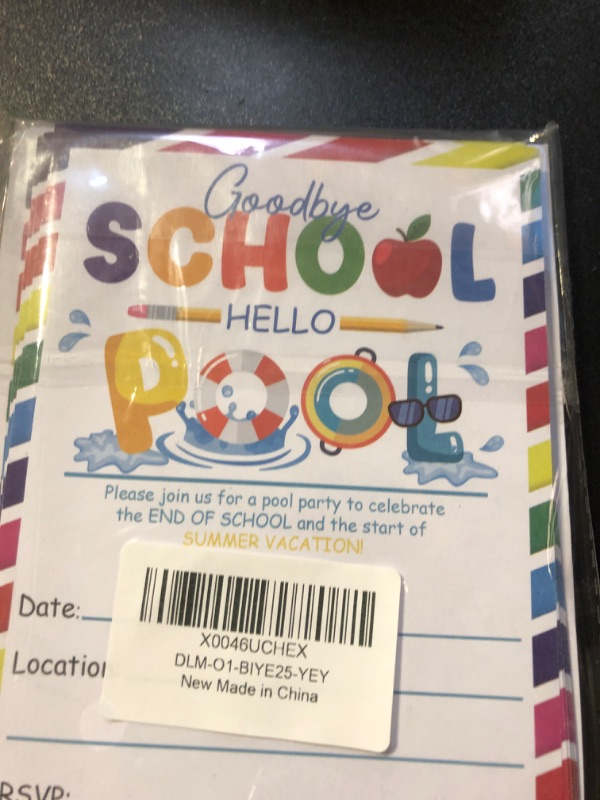 Goodbye
SCHOOL
HELLO
POOL
Please join us for a pool party to celebrate
the END OF SCHOOL and the start of
SUMMER VACATION!
Date:
Location
X0046UCHEX
DLM-O1-BIYE25-YEY
New Made in China
RSVP: